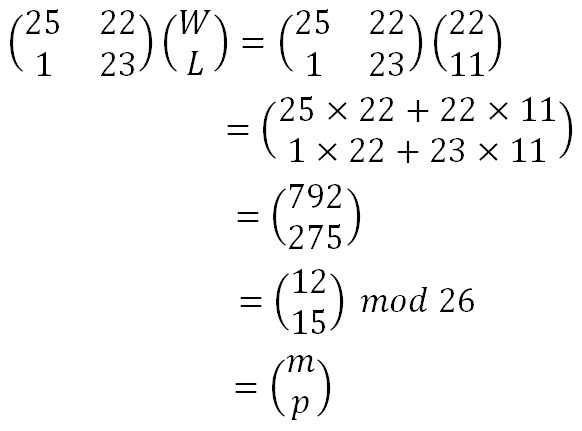 (25 22 1 23)(W L) = (25 22 1 23)(22 11)
= (25 × 22 + 22 × 11 1 × 22 + 23 × 11)
= (792 275)
= (12 15) mod 26
= (m p)